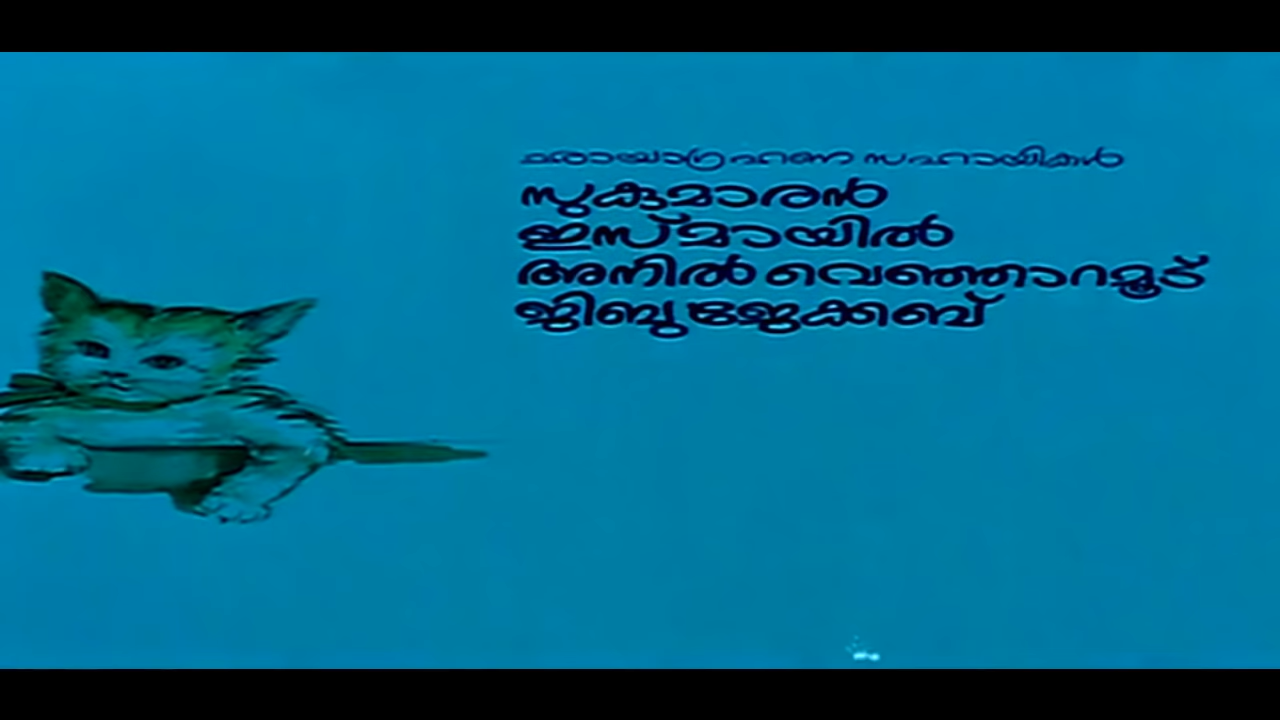 ഛായാഗ്രഹണ സഹായികൾ
സുകുമാരൻ
ഇസ്മായിൽ
അനിൽ വെഞ്ഞാറമൂട്
ജിബു ജേക്കബ്